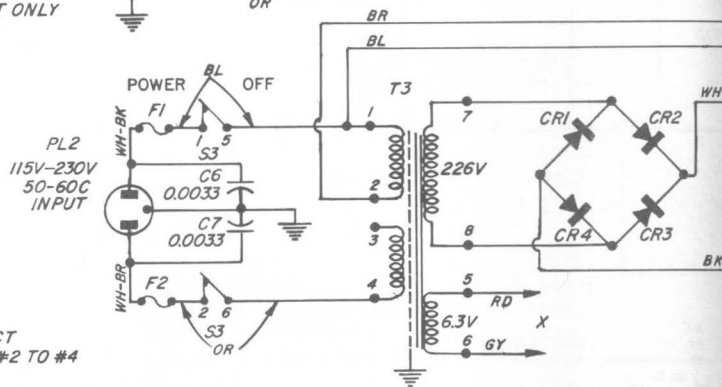 T ONLY
OR
BR
BL
POWER
BL
OFF
T3
F1
WH-BK
1
5
S3
1
7
CR1
CR2
WH
PL2
115V-230V
50-60C
INPUT
C6
0.0033
2
226V
C7
0.0033
3
8
CR4
CR3
BK
WH-BR
F2
4
2
6
S3
OR
5
RD
6.3V
X
6
GY
CT
#2 TO #4